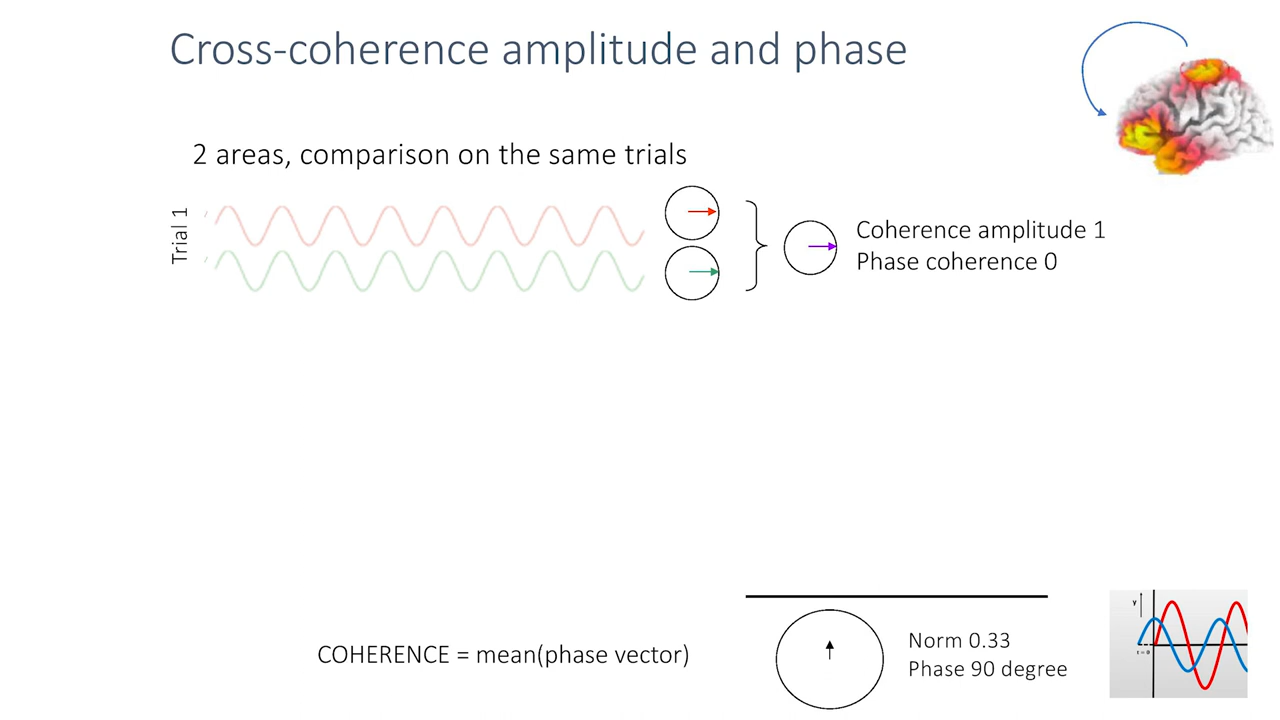 Cross-coherence amplitude and phase
2 areas, comparison on the same trials
Trial 1
Coherence amplitude 1
Phase coherence 0
COHERENCE = mean(phase vector)
Norm 0.33
Phase 90 degree
y
t = 0